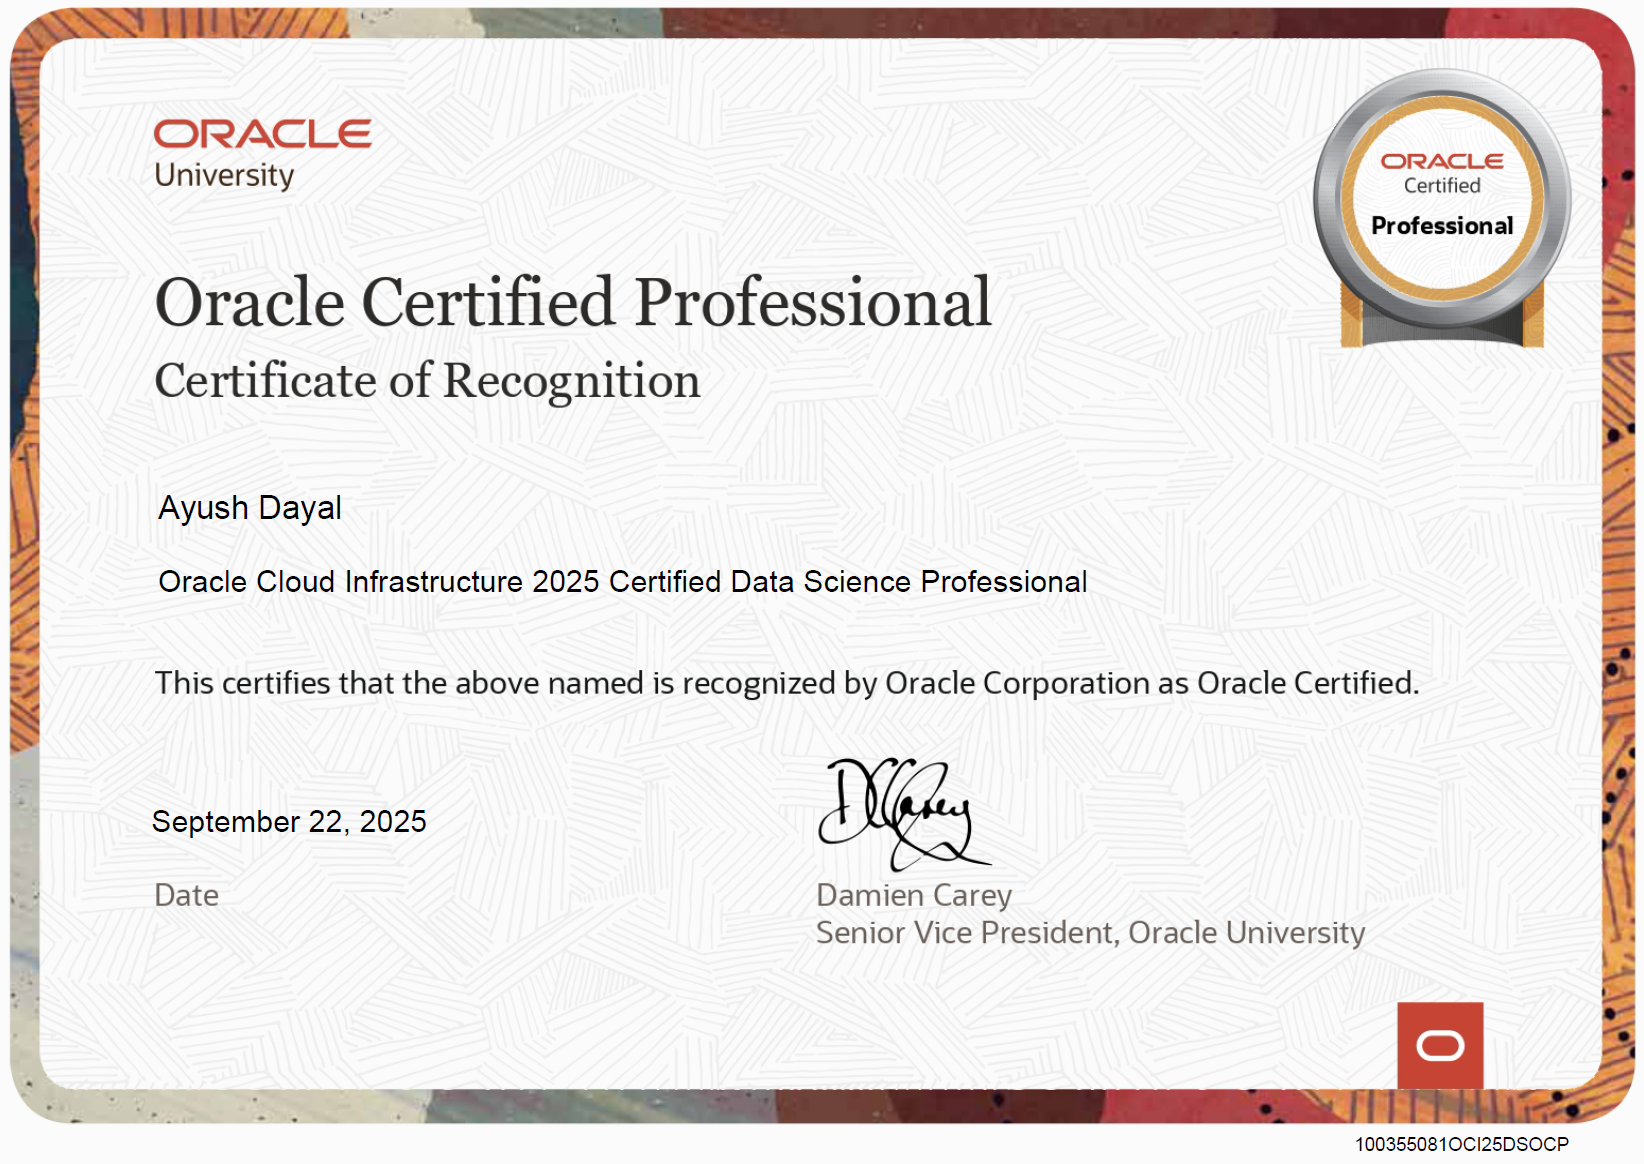 ORACLE
University
ORACLE
Certified
Professional
Oracle Certified Professional
Certificate of Recognition
Ayush Dayal
Oracle Cloud Infrastructure 2025 Certified Data Science Professional
This certifies that the above named is recognized by Oracle Corporation as Oracle Certified.
DCarey
September 22, 2025
Date
Damien Carey
Senior Vice President, Oracle University
100355081OCI25DSOCP